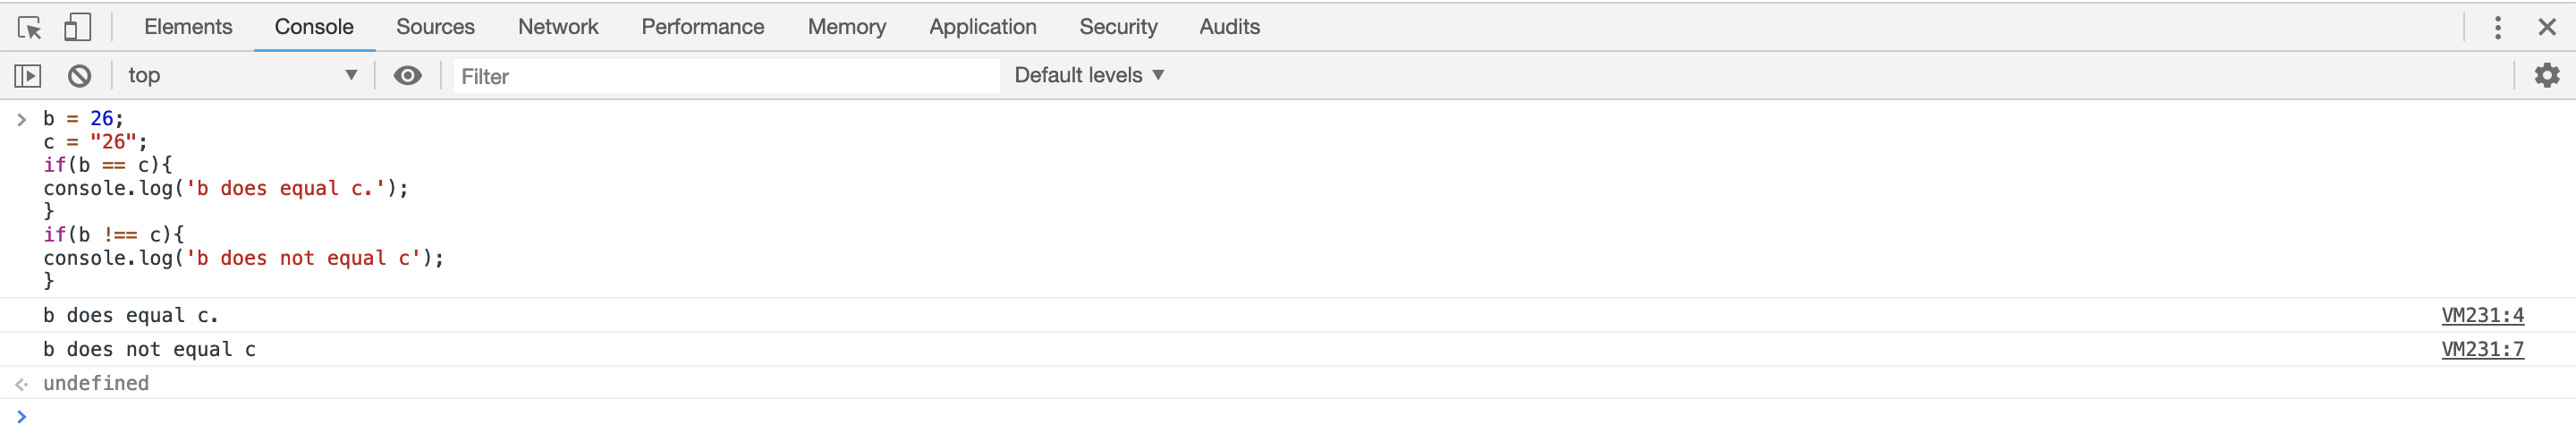 Elements Console Sources Network Performance Memory Application Security Audits
top Filter Default levels
b = 26;
c = "26";
if(b == c){
console.log('b does equal c.');
}
if(b !== c){
console.log('b does not equal c');
}
b does equal c. VM231:4
b does not equal c VM231:7
undefined